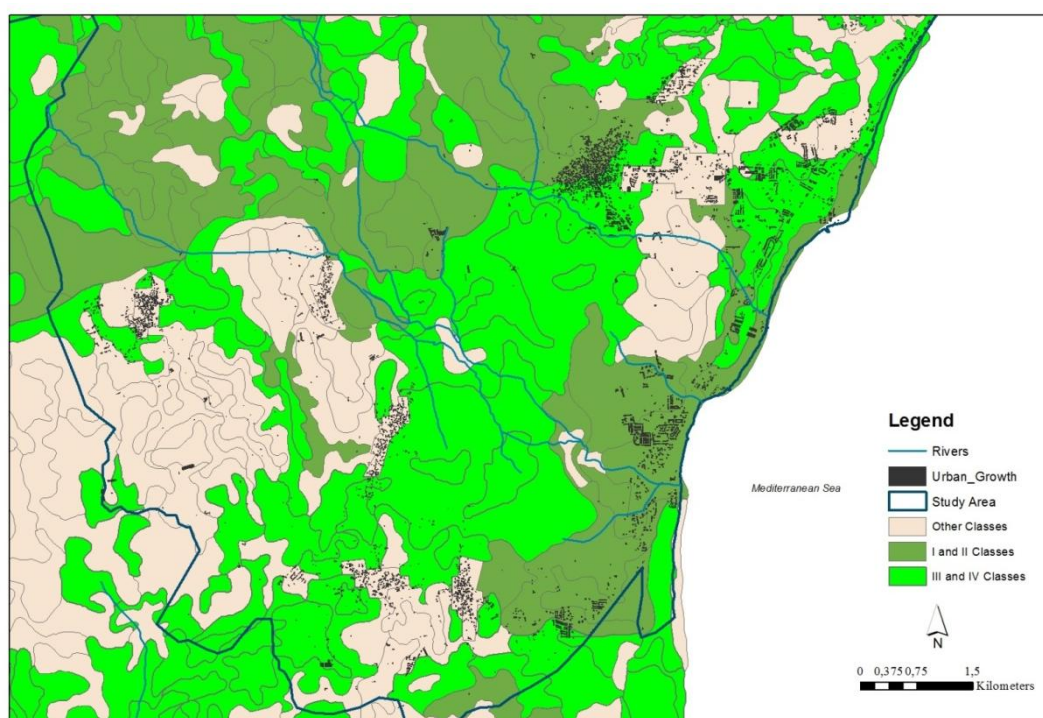 Mediterranean Sea
Legend
Rivers
Urban_Growth
Study Area
Other Classes
I and II Classes
III and IV Classes
N
0 0,375 0,75 1,5
Kilometers